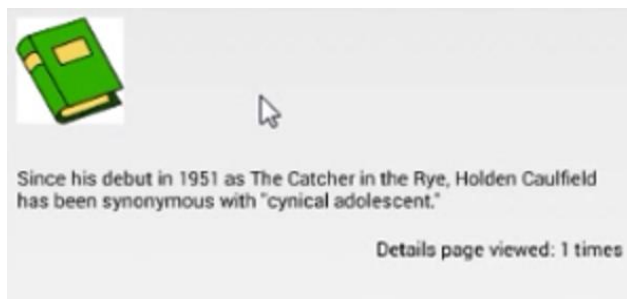 Since his debut in 1951 as The Catcher in the Rye, Holden Caulfield
has been synonymous with "cynical adolescent."
Details page viewed: 1 times